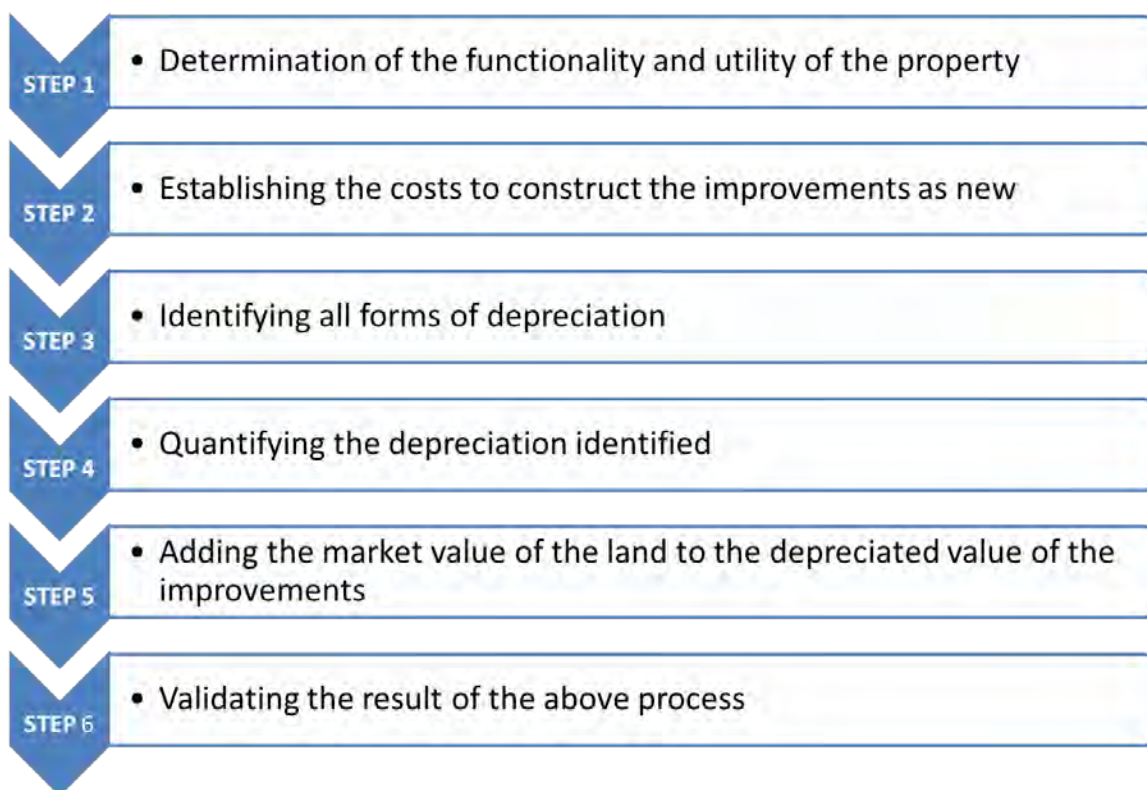 STEP 1
• Determination of the functionality and utility of the property
STEP 2
• Establishing the costs to construct the improvements as new
STEP 3
• Identifying all forms of depreciation
STEP 4
• Quantifying the depreciation identified
STEP 5
• Adding the market value of the land to the depreciated value of the
improvements
STEP 6
• Validating the result of the above process